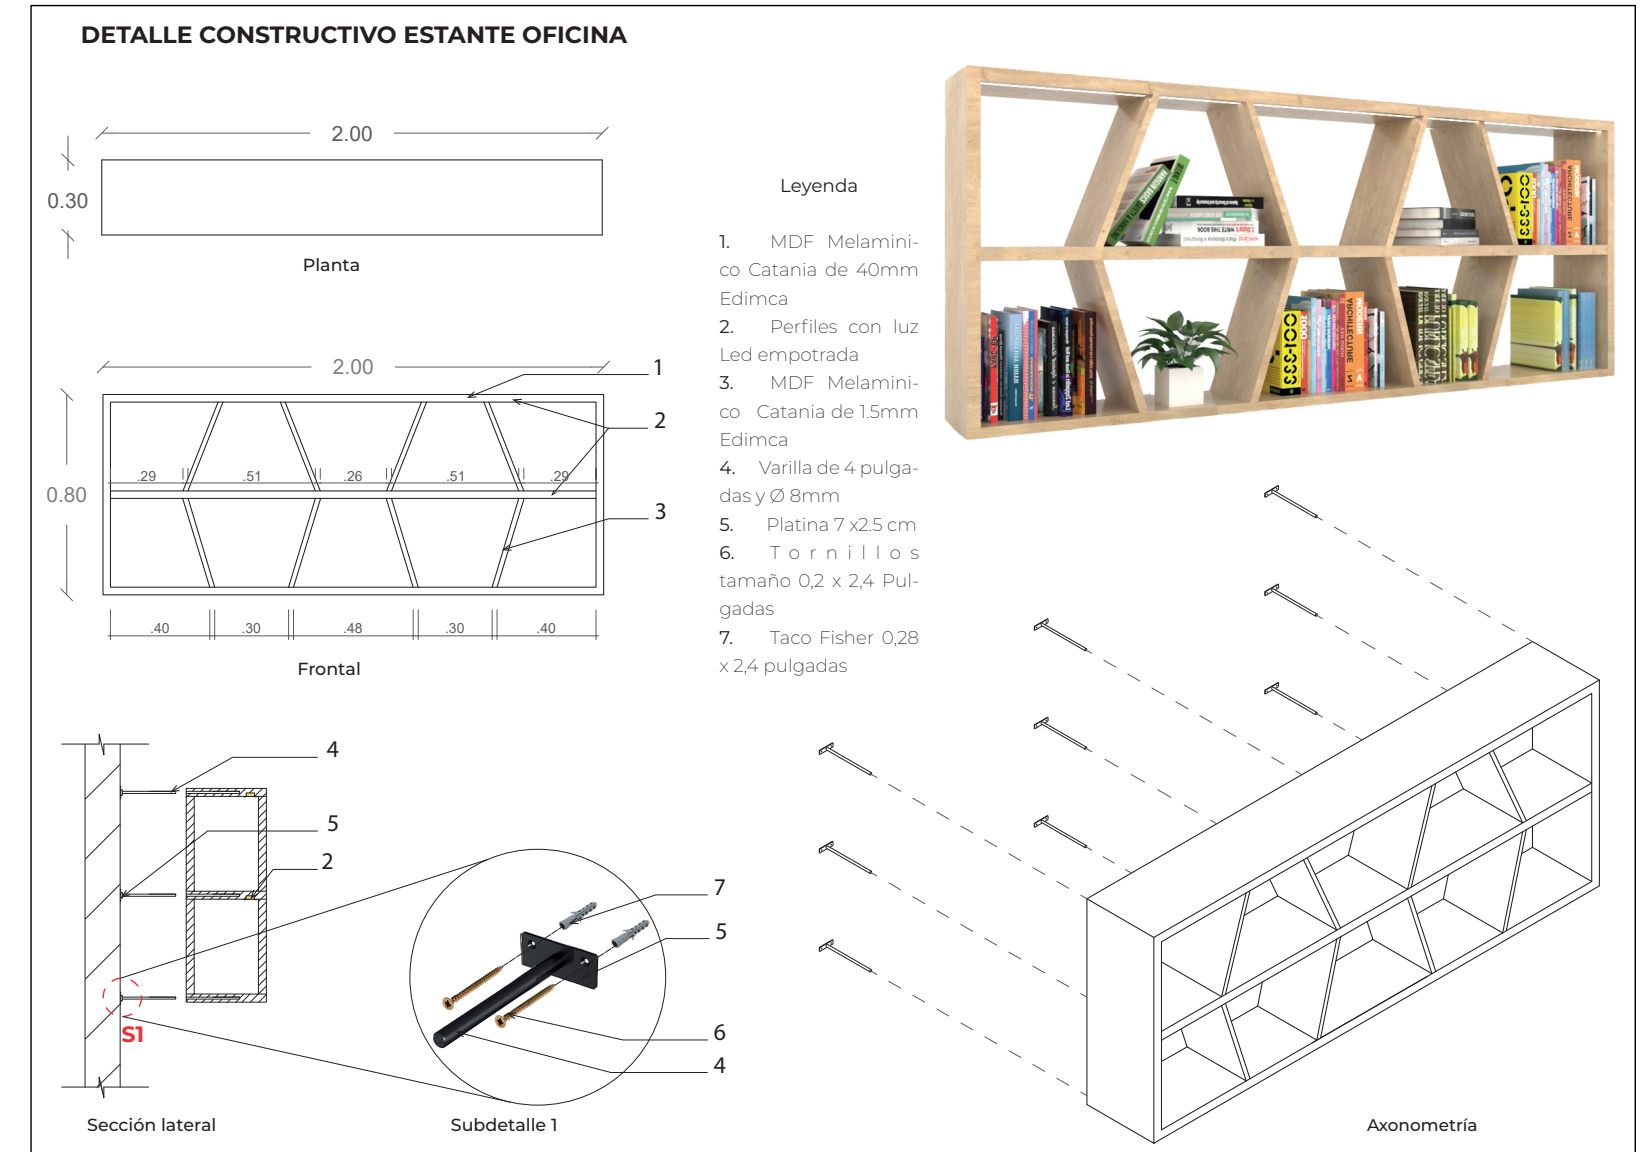 DETALLE CONSTRUCTIVO ESTANTE OFICINA
2.00
0.30
Planta
2.00
1
2
0.80
.29
.51
.26
.51
.29
3
.40
.30
.48
.30
.40
Frontal
Leyenda
1. MDF Melamini-
co Catania de 40mm
Edimca
2. Perfiles con luz
Led empotrada
3. MDF Melamini-
co Catania de 1.5mm
Edimca
4. Varilla de 4 pulga-
das y Ø 8mm
5. Platina 7 x2.5 cm
6. Tornillos
tamaño 0,2 x 2,4 Pul-
gadas
7. Taco Fisher 0,28
x 2,4 pulgadas
4
5
2
S1
Sección lateral
7
5
6
4
Subdetalle 1
Axonometría